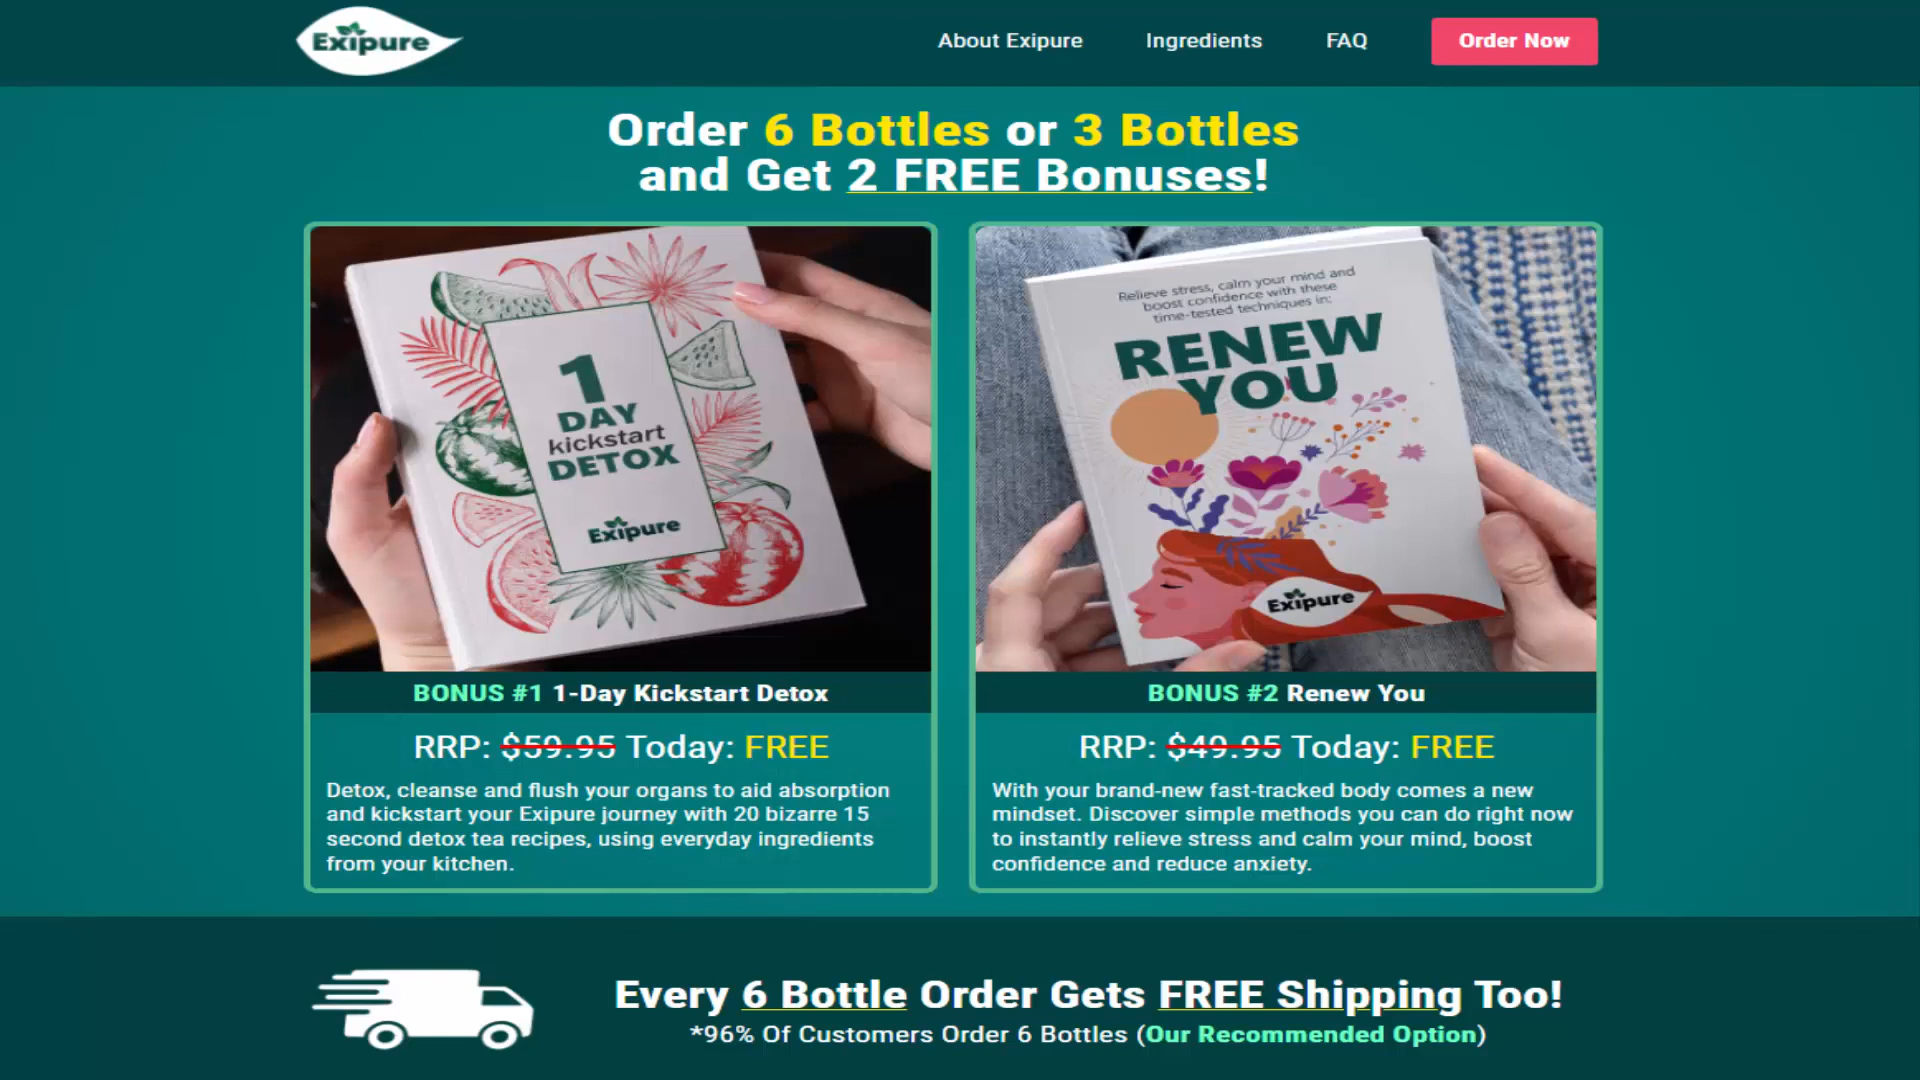 Exipure
About Exipure
Ingredients
FAQ
Order Now
Order 6 Bottles or 3 Bottles
and Get 2 FREE Bonuses!
1
DAY
kickstart
DETOX
Exipure
Relieve stress, calm your mind and
boost confidence with these
time-tested techniques in:
RENEW
YOU
Exipure
BONUS #1 1-Day Kickstart Detox
RRP: $59.95 Today: FREE
Detox, cleanse and flush your organs to aid absorption
and kickstart your Exipure journey with 20 bizarre 15
second detox tea recipes, using everyday ingredients
from your kitchen.
BONUS #2 Renew You
RRP: $49.95 Today: FREE
With your brand-new fast-tracked body comes a new
mindset. Discover simple methods you can do right now
to instantly relieve stress and calm your mind, boost
confidence and reduce anxiety.
Every 6 Bottle Order Gets FREE Shipping Too!
*96% Of Customers Order 6 Bottles (Our Recommended Option)